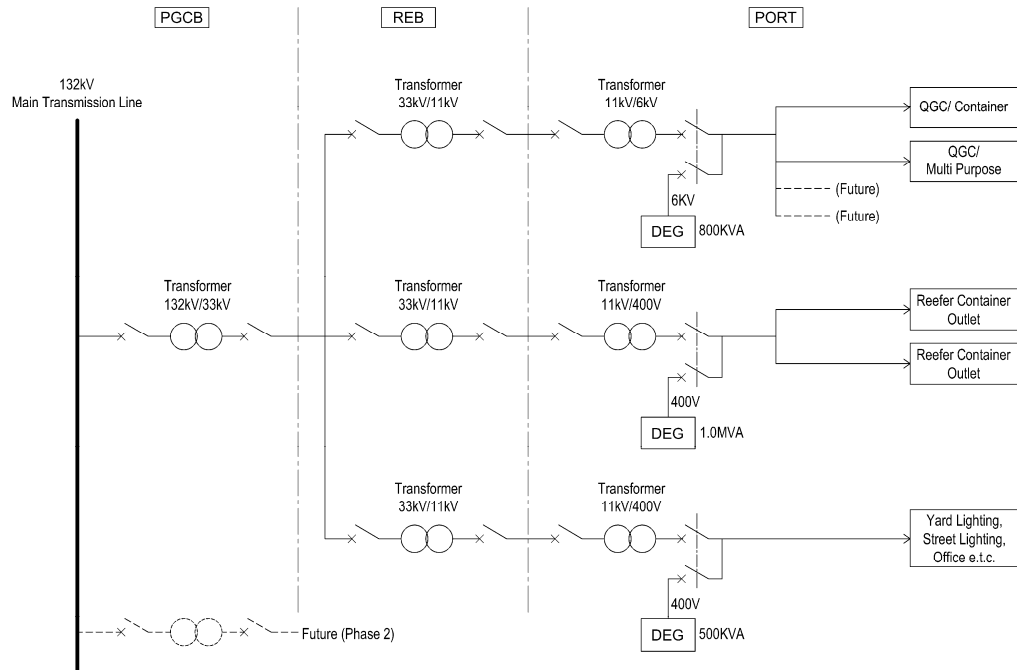 PGCB
REB
PORT
132kV
Main Transmission Line
Transformer
33kV/11kV
Transformer
11kV/6kV
QGC/ Container
QGC/
Multi Purpose
(Future)
(Future)
6KV
DEG
800KVA
Transformer
132kV/33kV
Transformer
33kV/11kV
Transformer
11kV/400V
Reefer Container
Outlet
Reefer Container
Outlet
400V
DEG
1.0MVA
Transformer
33kV/11kV
Transformer
11kV/400V
Yard Lighting,
Street Lighting,
Office e.t.c.
400V
DEG
500KVA
Future (Phase 2)